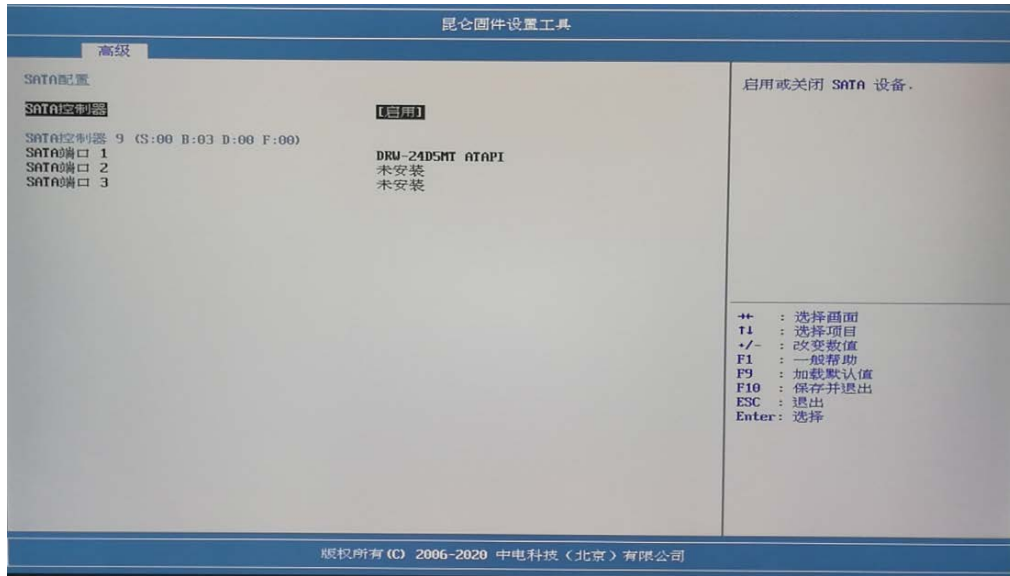 昆仑固件设置工具
高级
SATA配置
SATA控制器 [启用]
SATA控制器 9 (S:00 B:03 D:00 F:00)
SATA端口 1 DRW-24D5MT ATAPI
SATA端口 2 未安装
SATA端口 3 未安装
启用或关闭 SATA 设备.
→← : 选择画面
↑↓ : 选择项目
+/- : 改变数值
F1 : 一般帮助
F9 : 加载默认值
F10 : 保存并退出
ESC : 退出
Enter: 选择
版权所有(C) 2006-2020 中电科技(北京)有限公司